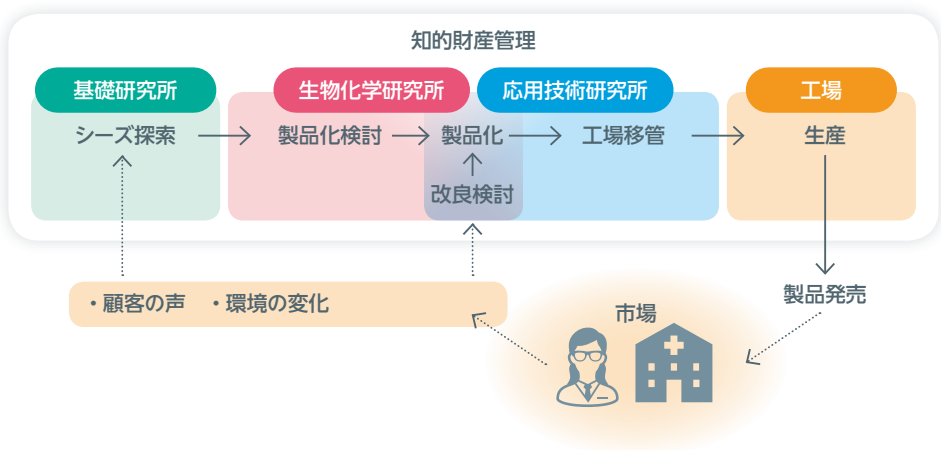 知的財産管理
基礎研究所
生物化学研究所
応用技術研究所
工場
シーズ探索
製品化検討
製品化
工場移管
生産
改良検討
・顧客の声 ・環境の変化
市場
製品発売